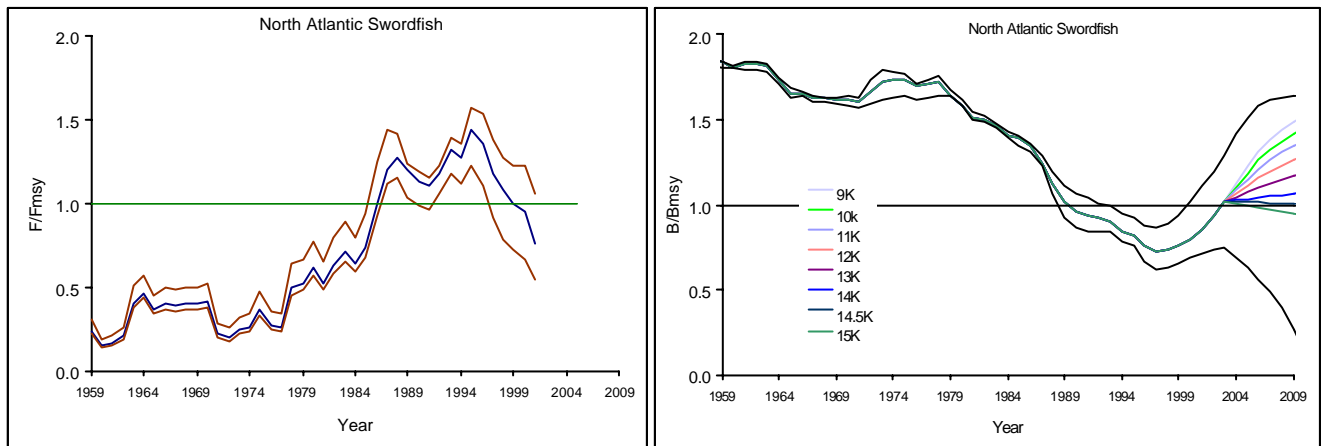 North Atlantic Swordfish
2.0
1.5
1.0
0.5
0.0
F/Fmsy
1959 1964 1969 1974 1979 1984 1989 1994 1999 2004 2009
Year
North Atlantic Swordfish
2.0
1.5
1.0
0.5
0.0
B/Bmsy
9K
10k
11K
12K
13K
14K
14.5K
15K
1959 1964 1969 1974 1979 1984 1989 1994 1999 2004 2009
Year